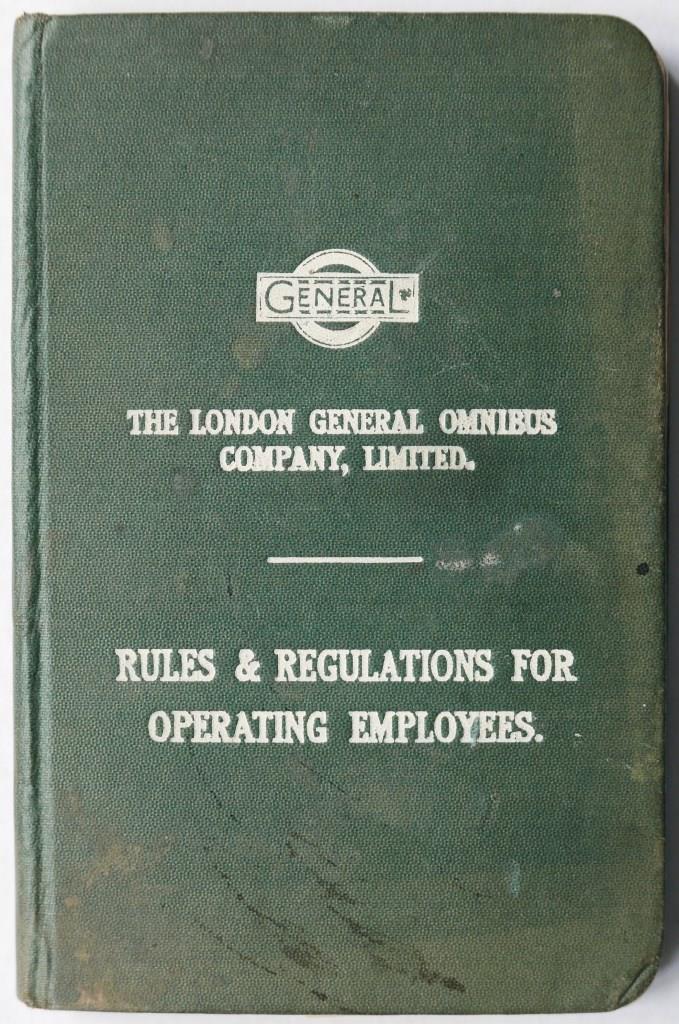 GENERAL
THE LONDON GENERAL OMNIBUS
COMPANY, LIMITED.
RULES & REGULATIONS FOR
OPERATING EMPLOYEES.